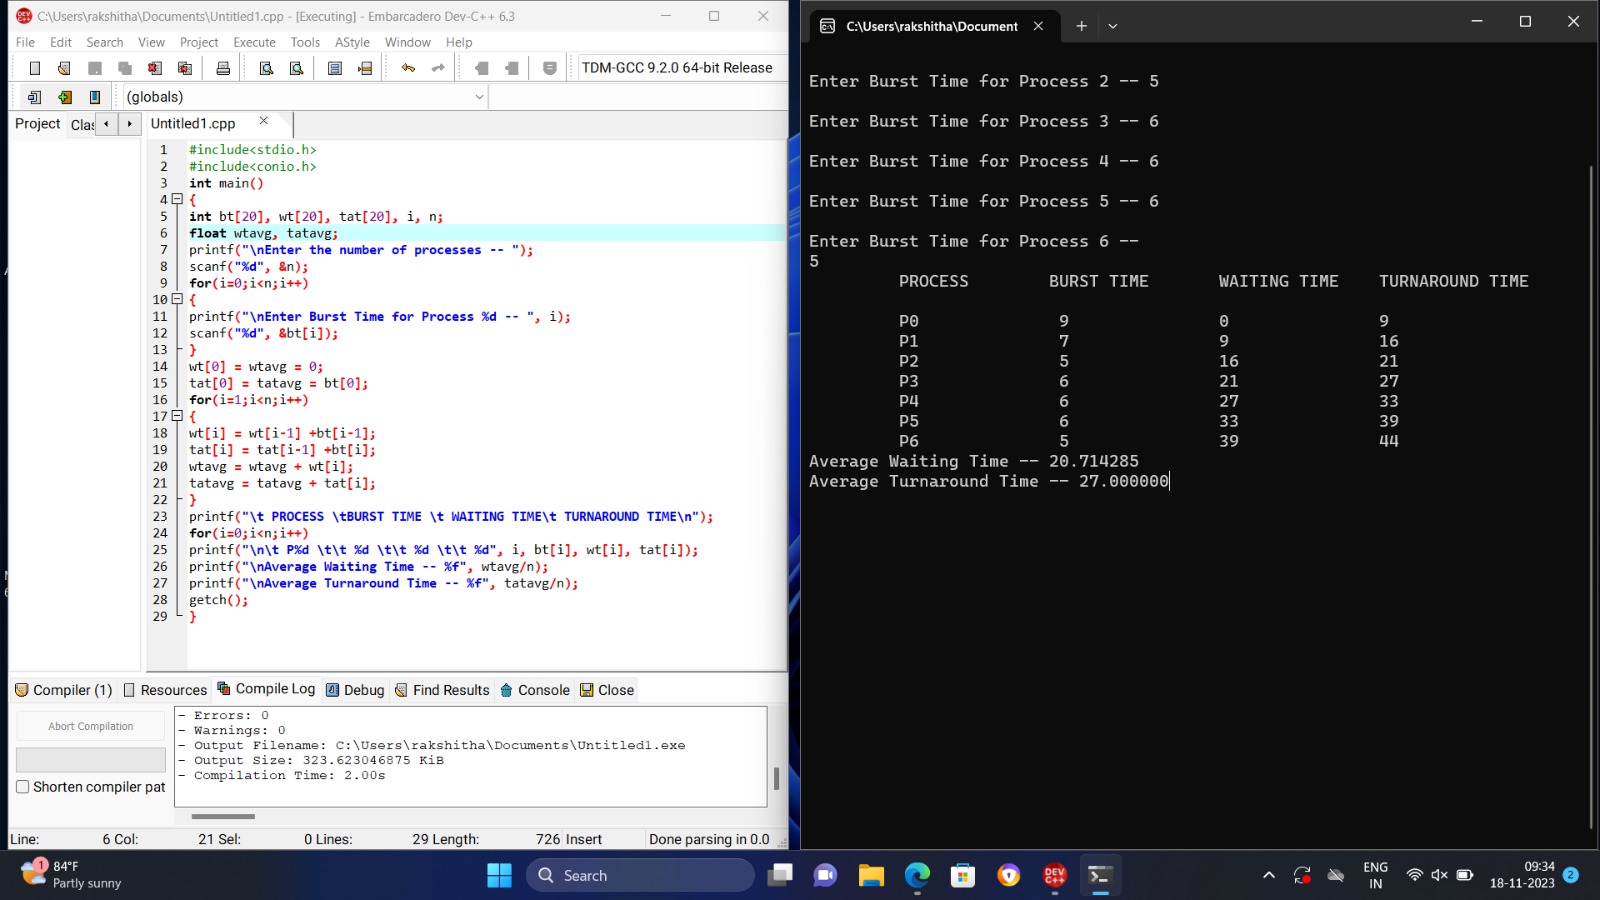 C:\Users\rakshitha\Documents\Untitled1.cpp - [Executing] - Embarcadero Dev-C++ 6.3
File Edit Search View Project Execute Tools AStyle Window Help
TDM-GCC 9.2.0 64-bit Release
(globals)
Project Clas Untitled1.cpp
1 #include<stdio.h>
2 #include<conio.h>
3 int main()
4 {
5 int bt[20], wt[20], tat[20], i, n;
6 float wtavg, tatavg;
7 printf("\nEnter the number of processes -- ");
8 scanf("%d", &n);
9 for(i=0;i<n;i++)
10 {
11 printf("\nEnter Burst Time for Process %d -- ", i);
12 scanf("%d", &bt[i]);
13 }
14 wt[0] = wtavg = 0;
15 tat[0] = tatavg = bt[0];
16 for(i=1;i<n;i++)
17 {
18 wt[i] = wt[i-1] +bt[i-1];
19 tat[i] = tat[i-1] +bt[i];
20 wtavg = wtavg + wt[i];
21 tatavg = tatavg + tat[i];
22 }
23 printf("\t PROCESS \tBURST TIME \t WAITING TIME\t TURNAROUND TIME\n");
24 for(i=0;i<n;i++)
25 printf("\n\t P%d \t\t %d \t\t %d \t\t %d", i, bt[i], wt[i], tat[i]);
26 printf("\nAverage Waiting Time -- %f", wtavg/n);
27 printf("\nAverage Turnaround Time -- %f", tatavg/n);
28 getch();
29 }
Compiler (1) Resources Compile Log Debug Find Results Console Close
Abort Compilation
Shorten compiler pat
- Errors: 0
- Warnings: 0
- Output Filename: C:\Users\rakshitha\Documents\Untitled1.exe
- Output Size: 323.623046875 KiB
- Compilation Time: 2.00s
Line: 6 Col: 21 Sel: 0 Lines: 29 Length: 726 Insert Done parsing in 0.0
C:\Users\rakshitha\Document
Enter Burst Time for Process 2 -- 5
Enter Burst Time for Process 3 -- 6
Enter Burst Time for Process 4 -- 6
Enter Burst Time for Process 5 -- 6
Enter Burst Time for Process 6 --
5
PROCESS BURST TIME WAITING TIME TURNAROUND TIME
P0 9 0 9
P1 7 9 16
P2 5 16 21
P3 6 21 27
P4 6 27 33
P5 6 33 39
P6 5 39 44
Average Waiting Time -- 20.714285
Average Turnaround Time -- 27.000000
1 84°F
Partly sunny
Search
DEV C++
ENG
IN
09:34
18-11-2023 2